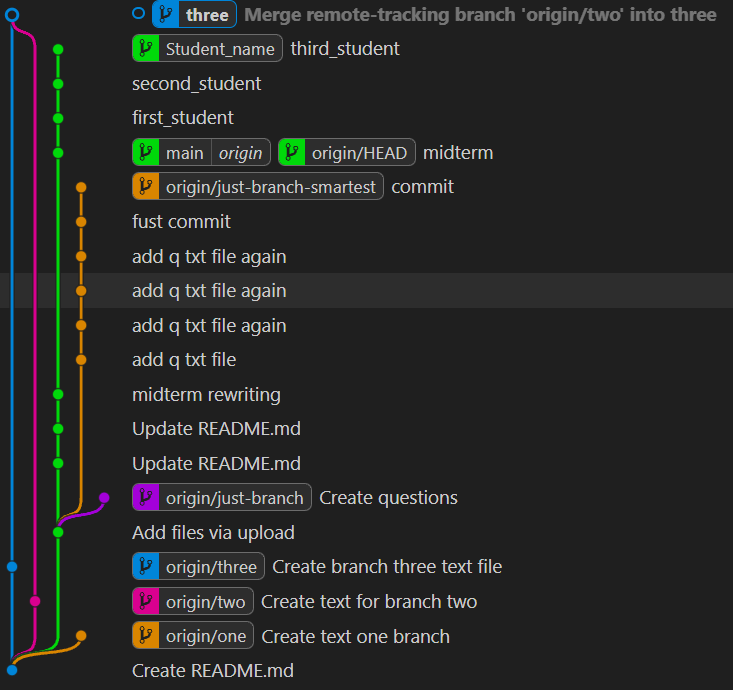 three Merge remote-tracking branch 'origin/two' into three
Student_name third_student
second_student
first_student
main origin origin/HEAD midterm
origin/just-branch-smartest commit
fust commit
add q txt file again
add q txt file again
add q txt file again
add q txt file
midterm rewriting
Update README.md
Update README.md
origin/just-branch Create questions
Add files via upload
origin/three Create branch three text file
origin/two Create text for branch two
origin/one Create text one branch
Create README.md